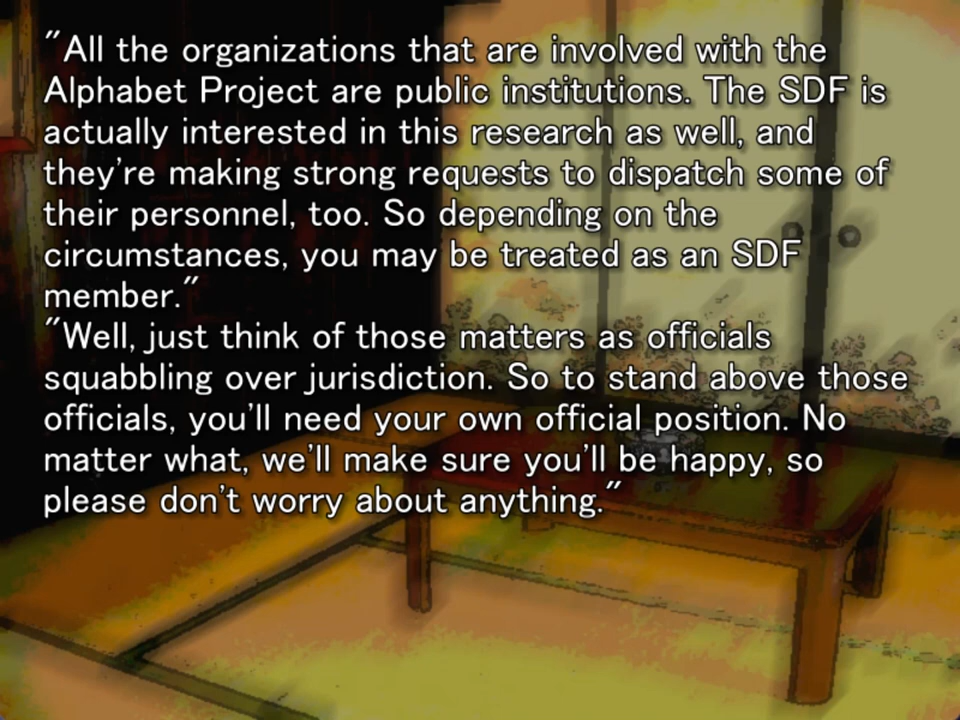 "All the organizations that are involved with the
Alphabet Project are public institutions. The SDF is
actually interested in this research as well, and
they're making strong requests to dispatch some of
their personnel, too. So depending on the
circumstances, you may be treated as an SDF
member."
"Well, just think of those matters as officials
squabbling over jurisdiction. So to stand above those
officials, you'll need your own official position. No
matter what, we'll make sure you'll be happy, so
please don't worry about anything."